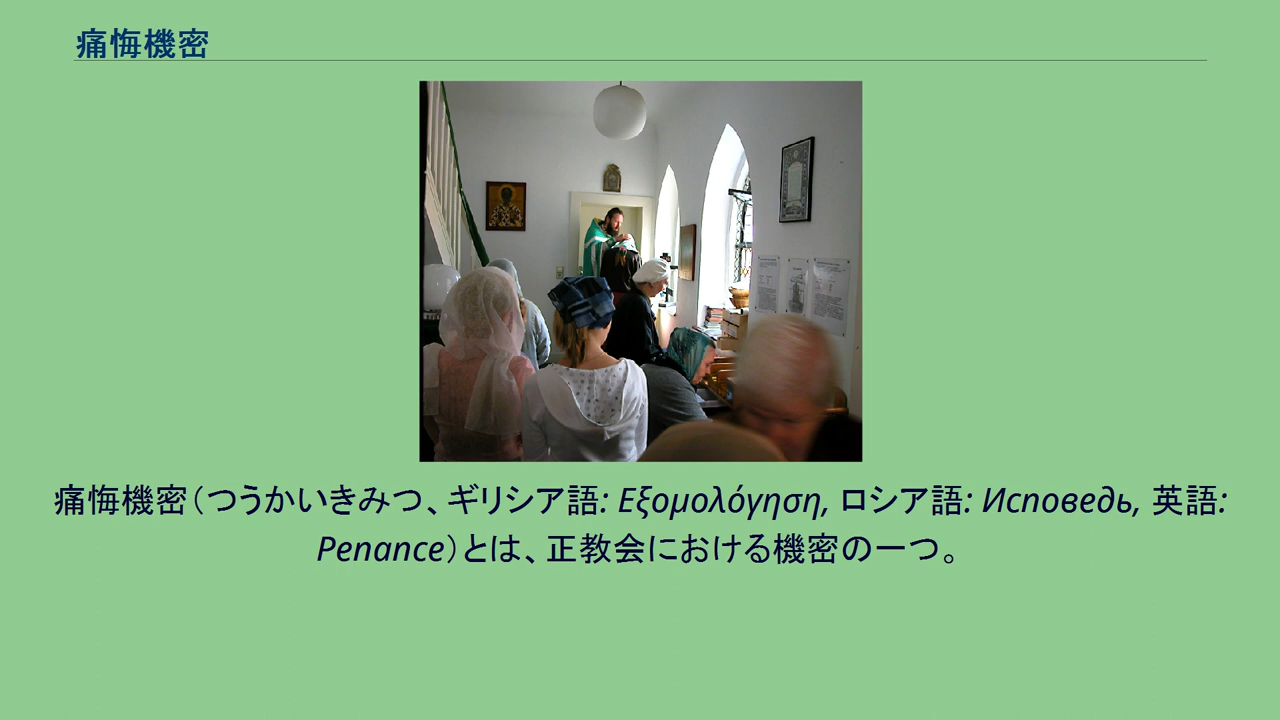 痛悔機密
痛悔機密（つうかいきみつ、ギリシア語: Εξομολόγηση, ロシア語: Исповедь, 英語:
Penance）とは、正教会における機密の一つ。